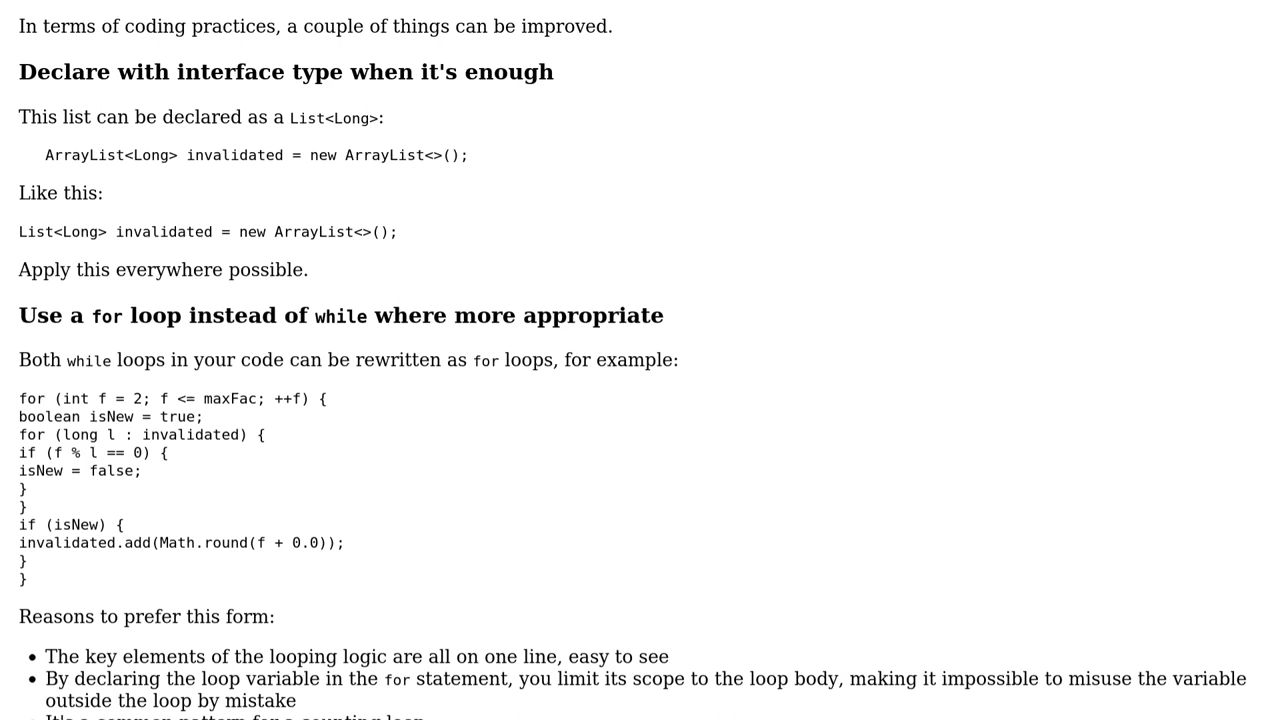 In terms of coding practices, a couple of things can be improved.
Declare with interface type when it's enough
This list can be declared as a List<Long>:
ArrayList<Long> invalidated = new ArrayList<>();
Like this:
List<Long> invalidated = new ArrayList<>();
Apply this everywhere possible.
Use a for loop instead of while where more appropriate
Both while loops in your code can be rewritten as for loops, for example:
for (int f = 2; f <= maxFac; ++f) {
boolean isNew = true;
for (long l : invalidated) {
if (f % l == 0) {
isNew = false;
}
}
if (isNew) {
invalidated.add(Math.round(f + 0.0));
}
}
Reasons to prefer this form:
• The key elements of the looping logic are all on one line, easy to see
• By declaring the loop variable in the for statement, you limit its scope to the loop body, making it impossible to misuse the variable
outside the loop by mistake
• It's a common pattern for a counting loop